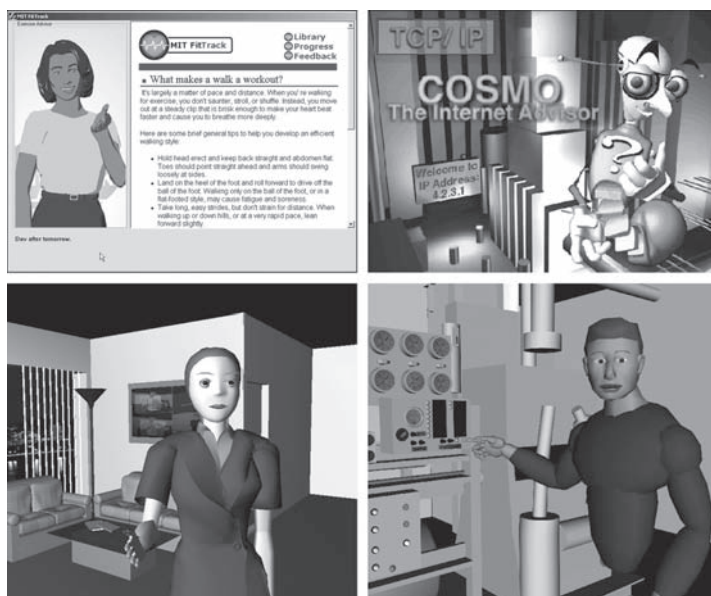 MIT FitTrack
Exercise Advisor
MIT FitTrack
Library
Progress
Feedback
What makes a walk a workout?
It's largely a matter of pace and distance. When you're walking
for exercise, you don't saunter, stroll, or shuffle. Instead, you move
out at a steady clip that is brisk enough to make your heart beat
faster and cause you to breathe more deeply.
Here are some brief general tips to help you develop an efficient
walking style:
• Hold head erect and keep back straight and abdomen flat.
Toes should point straight ahead and arms should swing
loosely at sides.
• Land on the heel of the foot and roll forward to drive off the
ball of the foot. Walking only on the ball of the foot, or in a
flat-footed style, may cause fatigue and soreness.
• Take long, easy strides, but don't strain for distance. When
walking up or down hills, or at a very rapid pace, lean
forward slightly.
Day after tomorrow.
TCP/IP
COSMO
The Internet Advisor
Welcome to
IP Address:
4.2.3.1
?